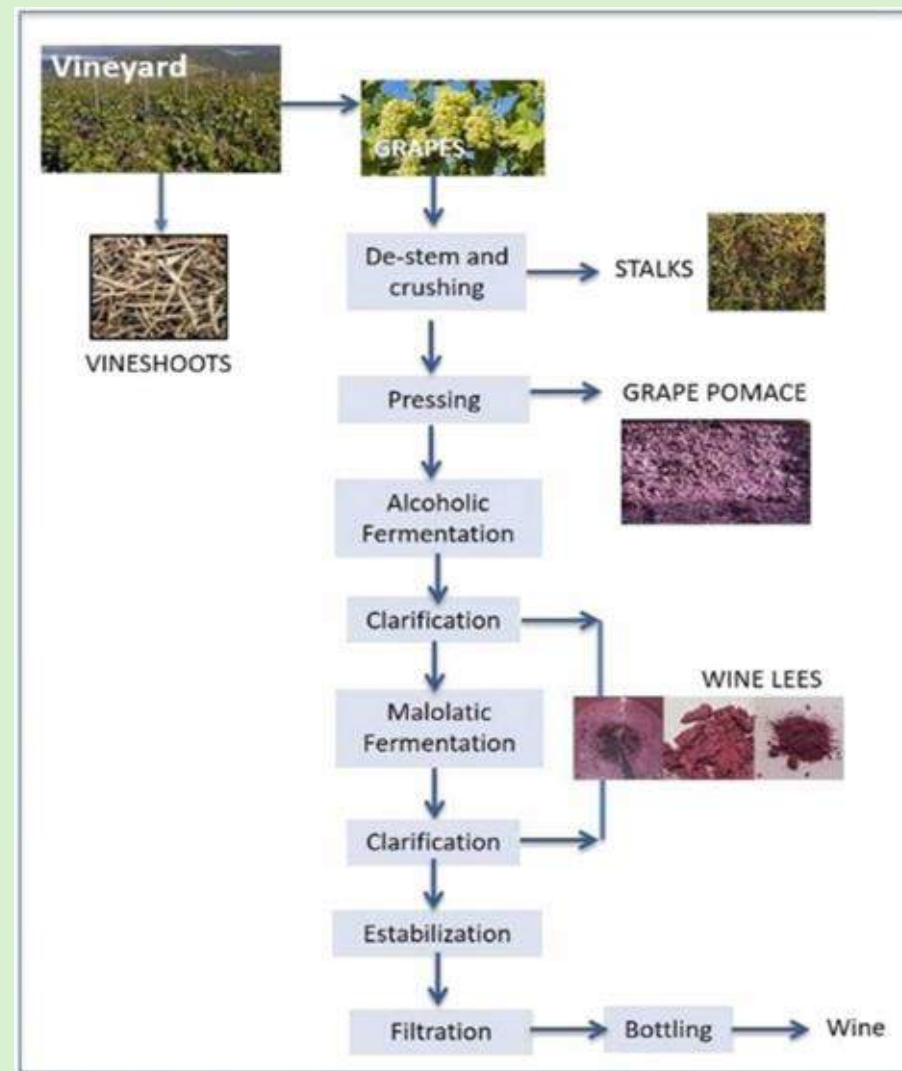 Vineyard
GRAPES
De-stem and
crushing
STALKS
VINESHOOTS
Pressing
GRAPE POMACE
Alcoholic
Fermentation
Clarification
WINE LEES
Malolatic
Fermentation
Clarification
Estabilization
Filtration
Bottling
Wine